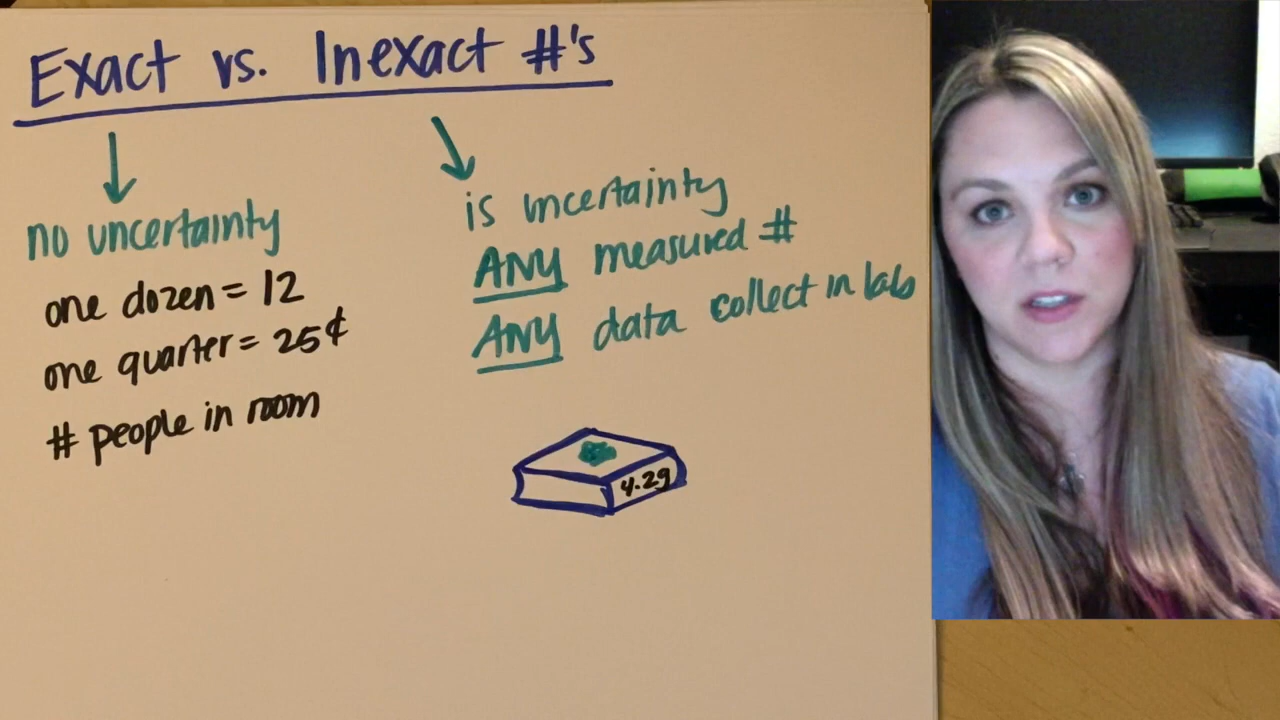 Exact vs. Inexact #'s
no uncertainty
one dozen = 12
one quarter = 25¢
# people in room
is uncertainty
ANY measured #
ANY data collect in lab
4.29